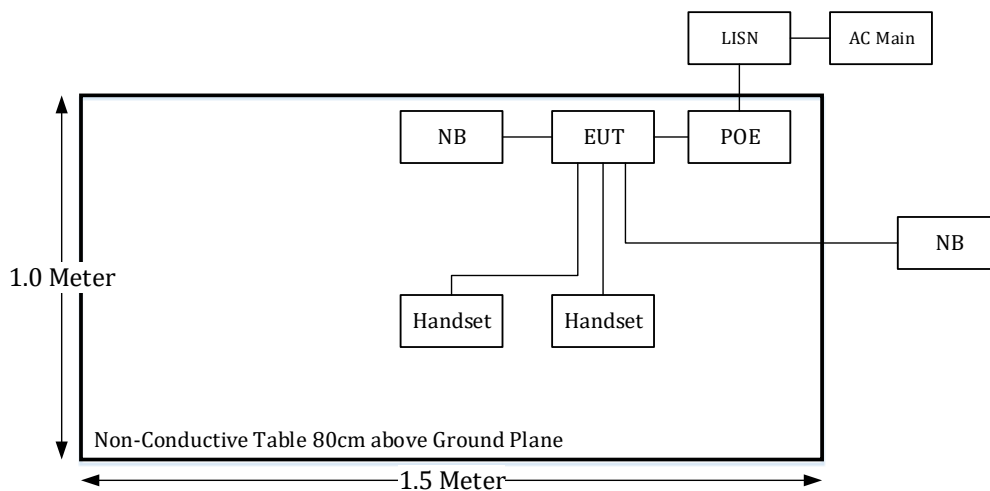 LISN
AC Main
NB
EUT
POE
NB
1.0 Meter
Handset
Handset
Non-Conductive Table 80cm above Ground Plane
1.5 Meter